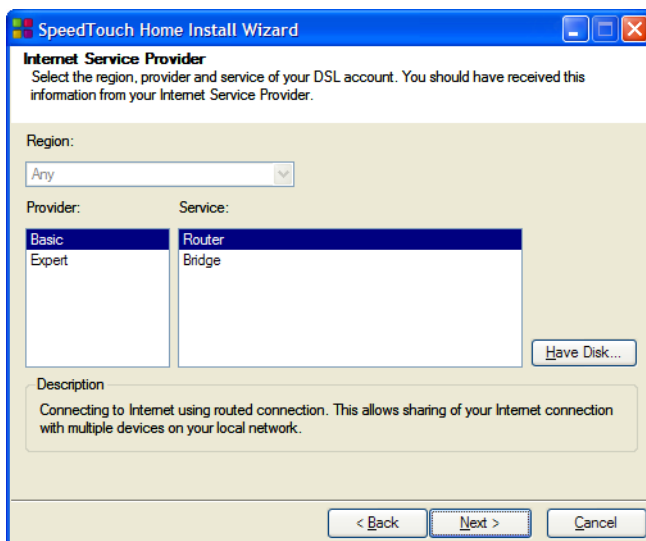 SpeedTouch Home Install Wizard
Internet Service Provider
Select the region, provider and service of your DSL account. You should have received this
information from your Internet Service Provider.
Region:
Any
Provider:
Service:
Basic
Router
Expert
Bridge
Have Disk...
Description
Connecting to Internet using routed connection. This allows sharing of your Internet connection
with multiple devices on your local network.
< Back
Next >
Cancel